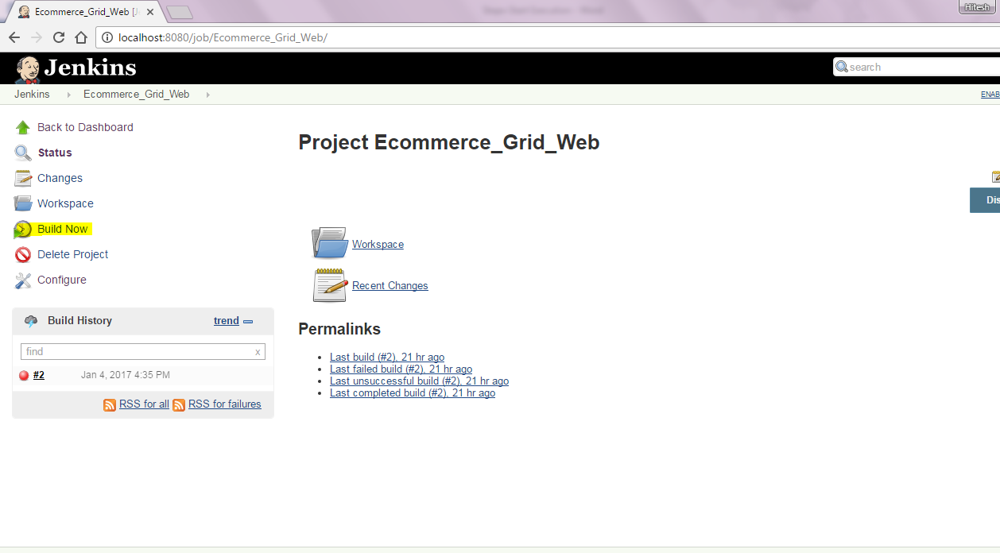 Ecommerce_Grid_Web [J
Hitesh
localhost:8080/job/Ecommerce_Grid_Web/
Jenkins
search
Jenkins Ecommerce_Grid_Web
ENAB
Back to Dashboard
Status
Changes
Workspace
Build Now
Delete Project
Configure
Project Ecommerce_Grid_Web
Dis
Workspace
Recent Changes
Permalinks
Last build (#2), 21 hr ago
Last failed build (#2), 21 hr ago
Last unsuccessful build (#2), 21 hr ago
Last completed build (#2), 21 hr ago
Build History trend
find x
#2 Jan 4, 2017 4:35 PM
RSS for all RSS for failures